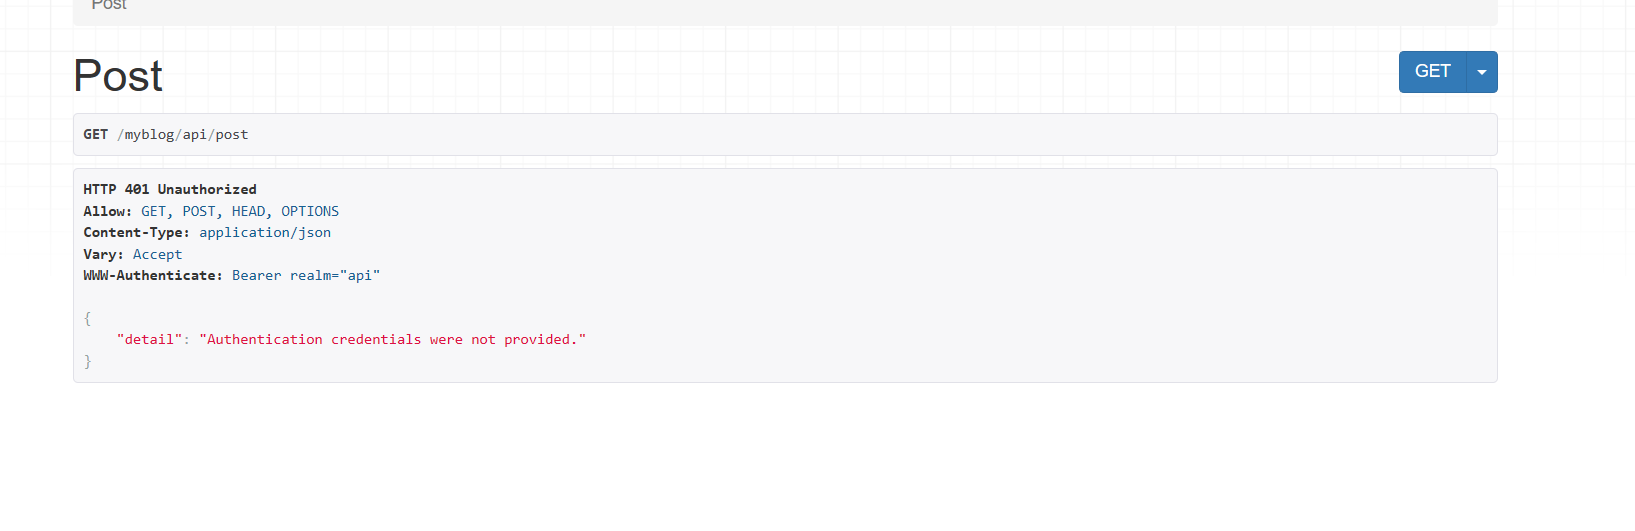 Post
Post
GET
GET /myblog/api/post
HTTP 401 Unauthorized
Allow: GET, POST, HEAD, OPTIONS
Content-Type: application/json
Vary: Accept
WWW-Authenticate: Bearer realm="api"
{
"detail": "Authentication credentials were not provided."
}